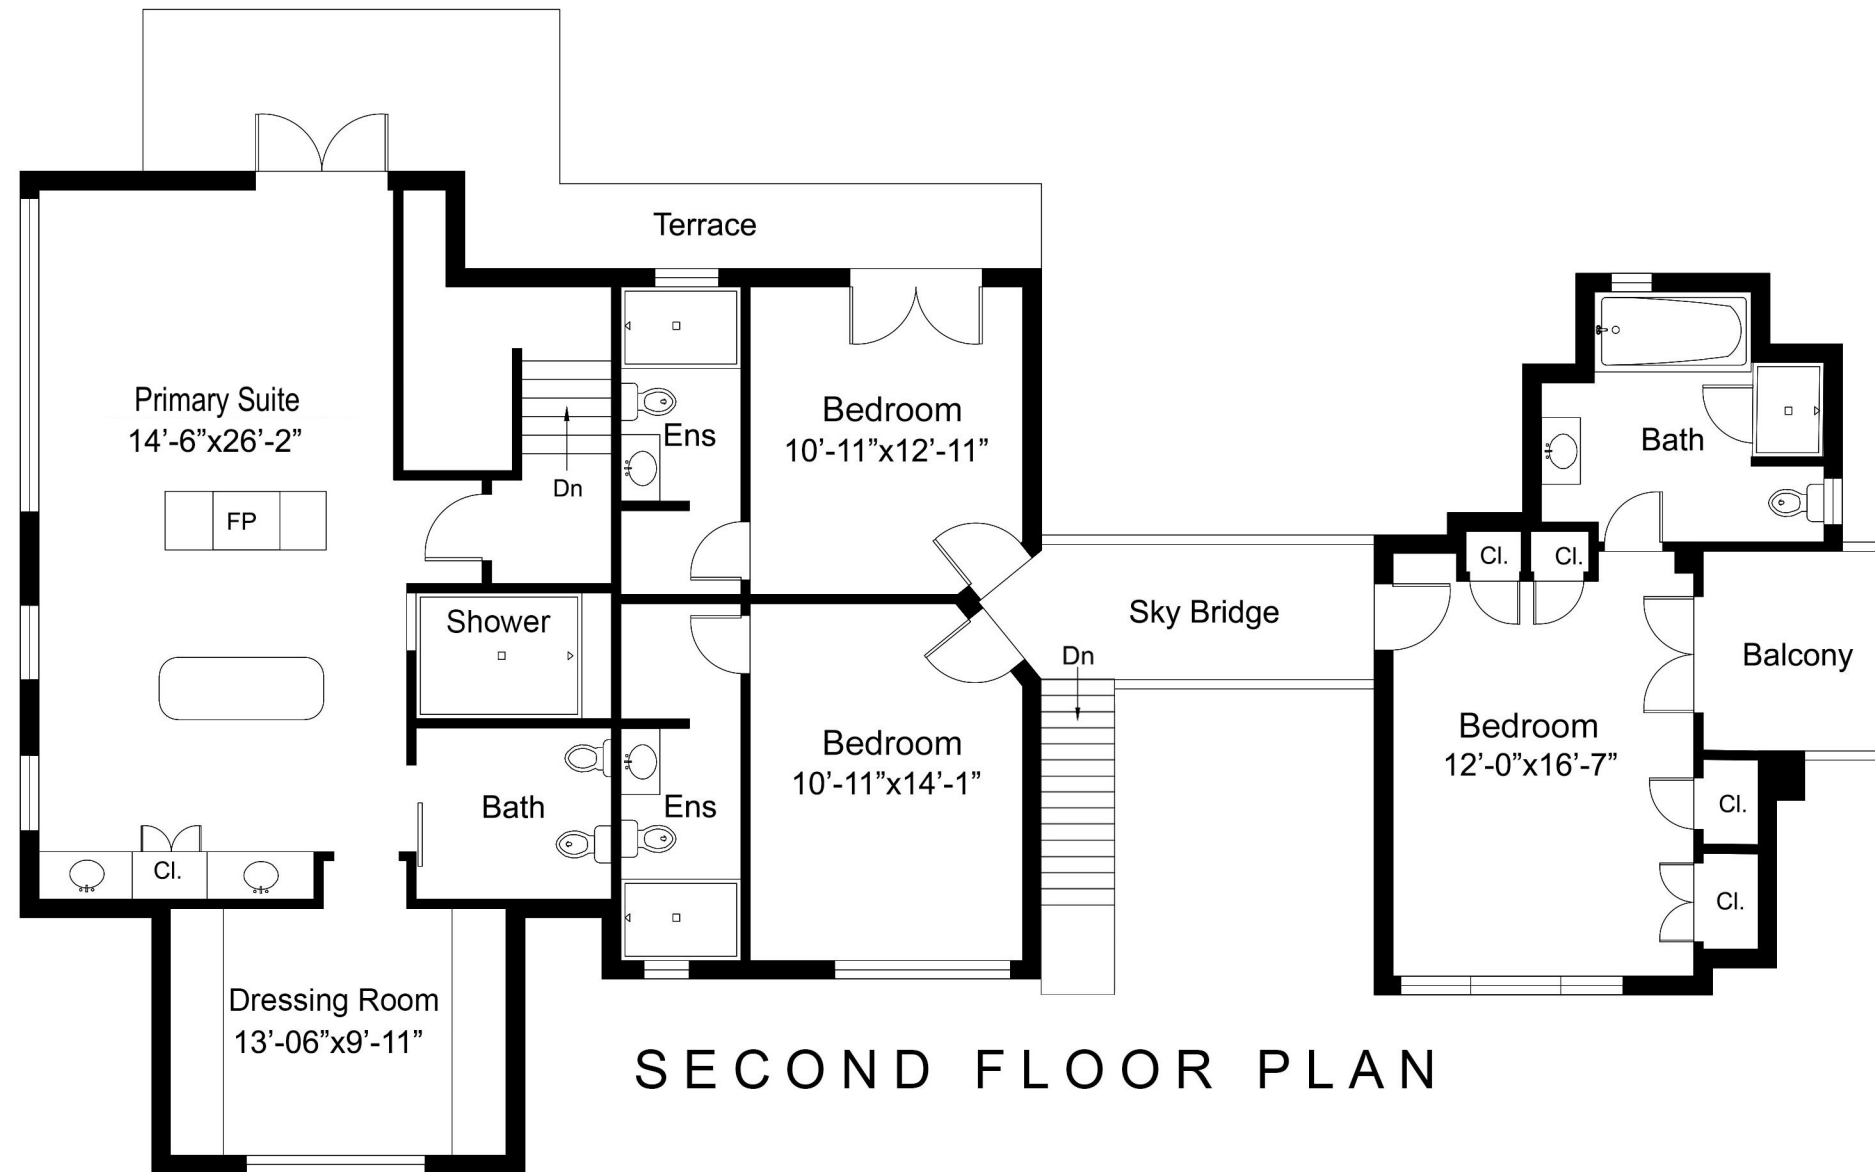 Terrace
Primary Suite
14’-6”x26’-2”
FP
Dn
Ens
Bedroom
10’-11”x12’-11”
Shower
Bath
Ens
Bedroom
10’-11”x14’-1”
Cl.
Dressing Room
13’-06”x9’-11”
Sky Bridge
Dn
Bath
Cl.
Cl.
Balcony
Bedroom
12’-0”x16’-7”
Cl.
Cl.
SECOND FLOOR PLAN